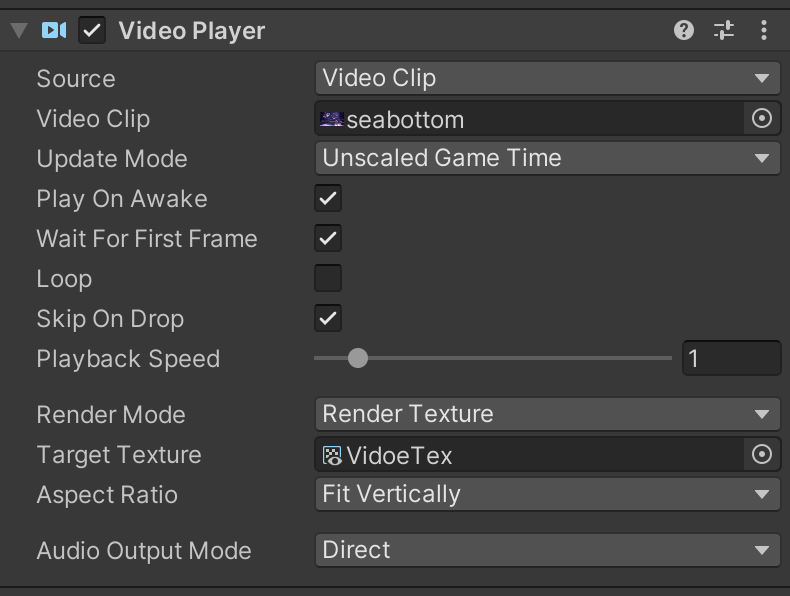 Video Player
Source Video Clip
Video Clip seabottom
Update Mode Unscaled Game Time
Play On Awake
Wait For First Frame
Loop
Skip On Drop
Playback Speed 1
Render Mode Render Texture
Target Texture VidoeTex
Aspect Ratio Fit Vertically
Audio Output Mode Direct